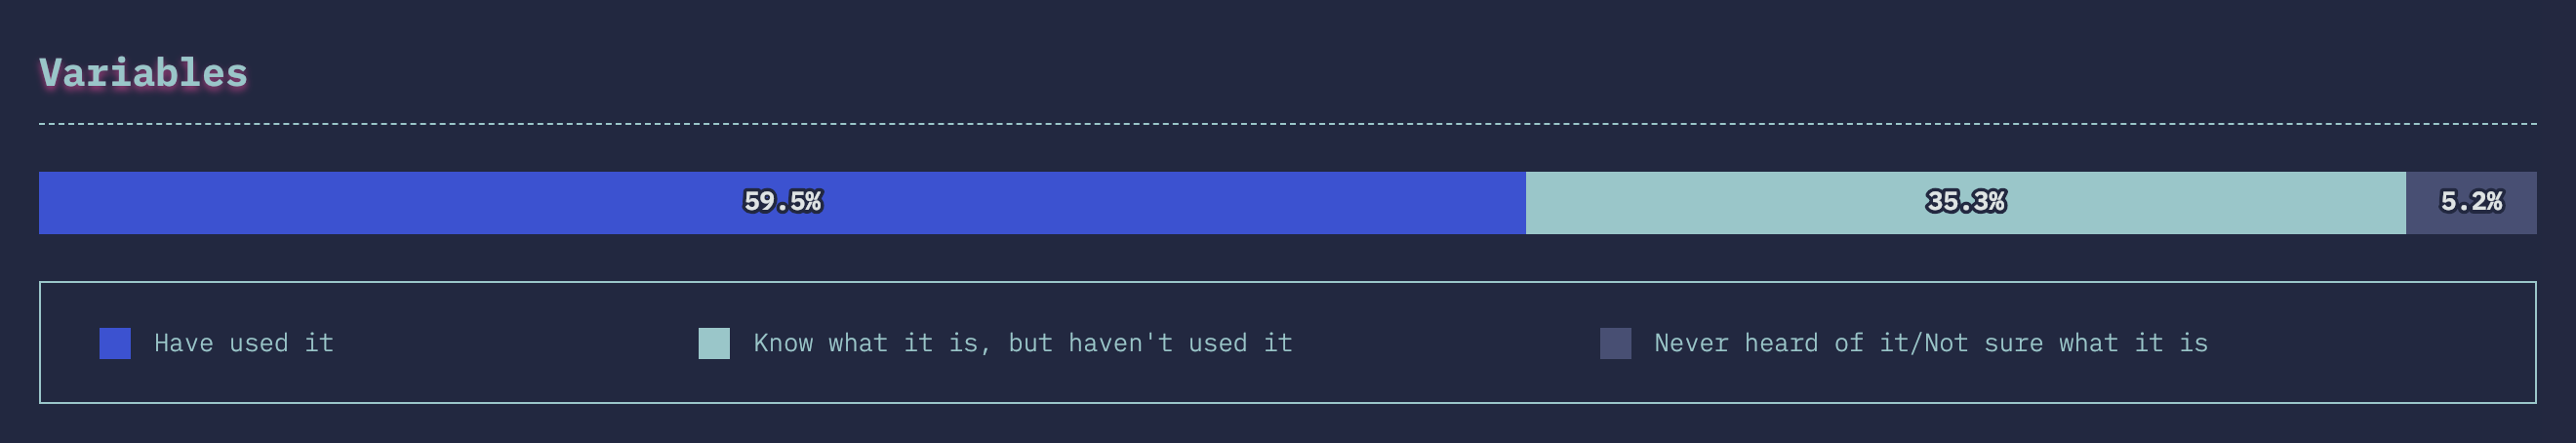 Variables
59.5% 35.3% 5.2%
Have used it Know what it is, but haven't used it Never heard of it/Not sure what it is